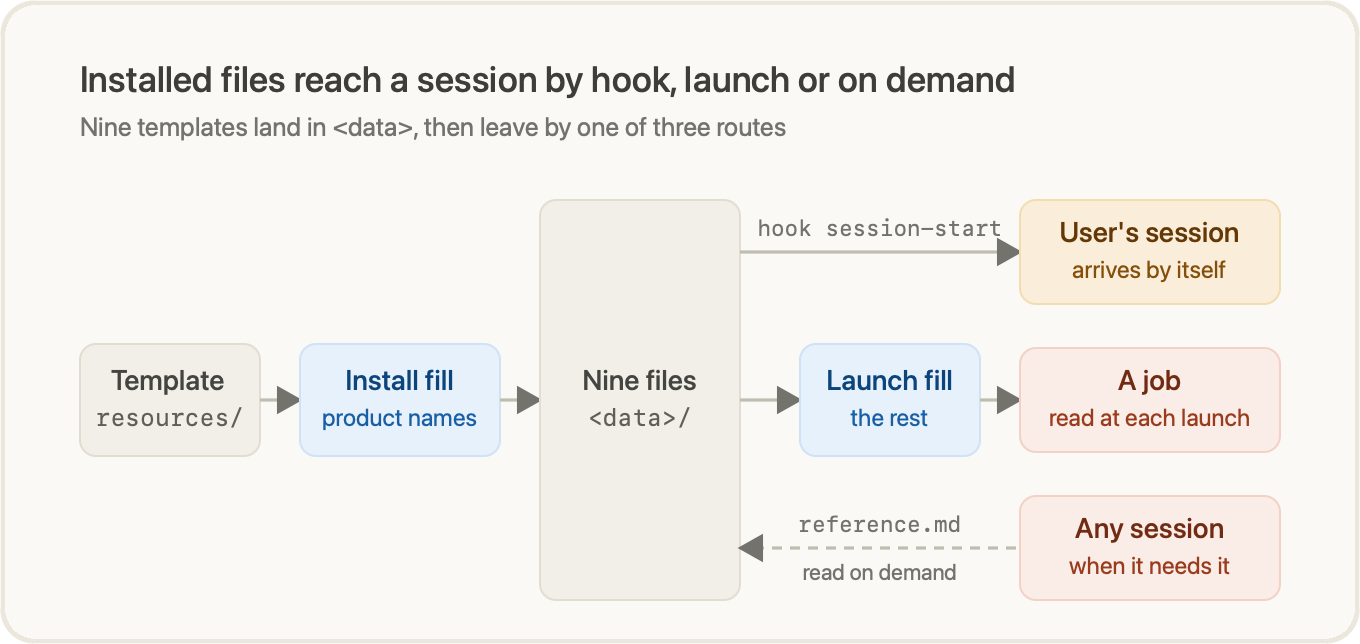 Installed files reach a session by hook, launch or on demand
Nine templates land in <data>, then leave by one of three routes
hook session-start
User's session
arrives by itself
Template
resources/
Install fill
product names
Nine files
<data>/
Launch fill
the rest
A job
read at each launch
reference.md
read on demand
Any session
when it needs it